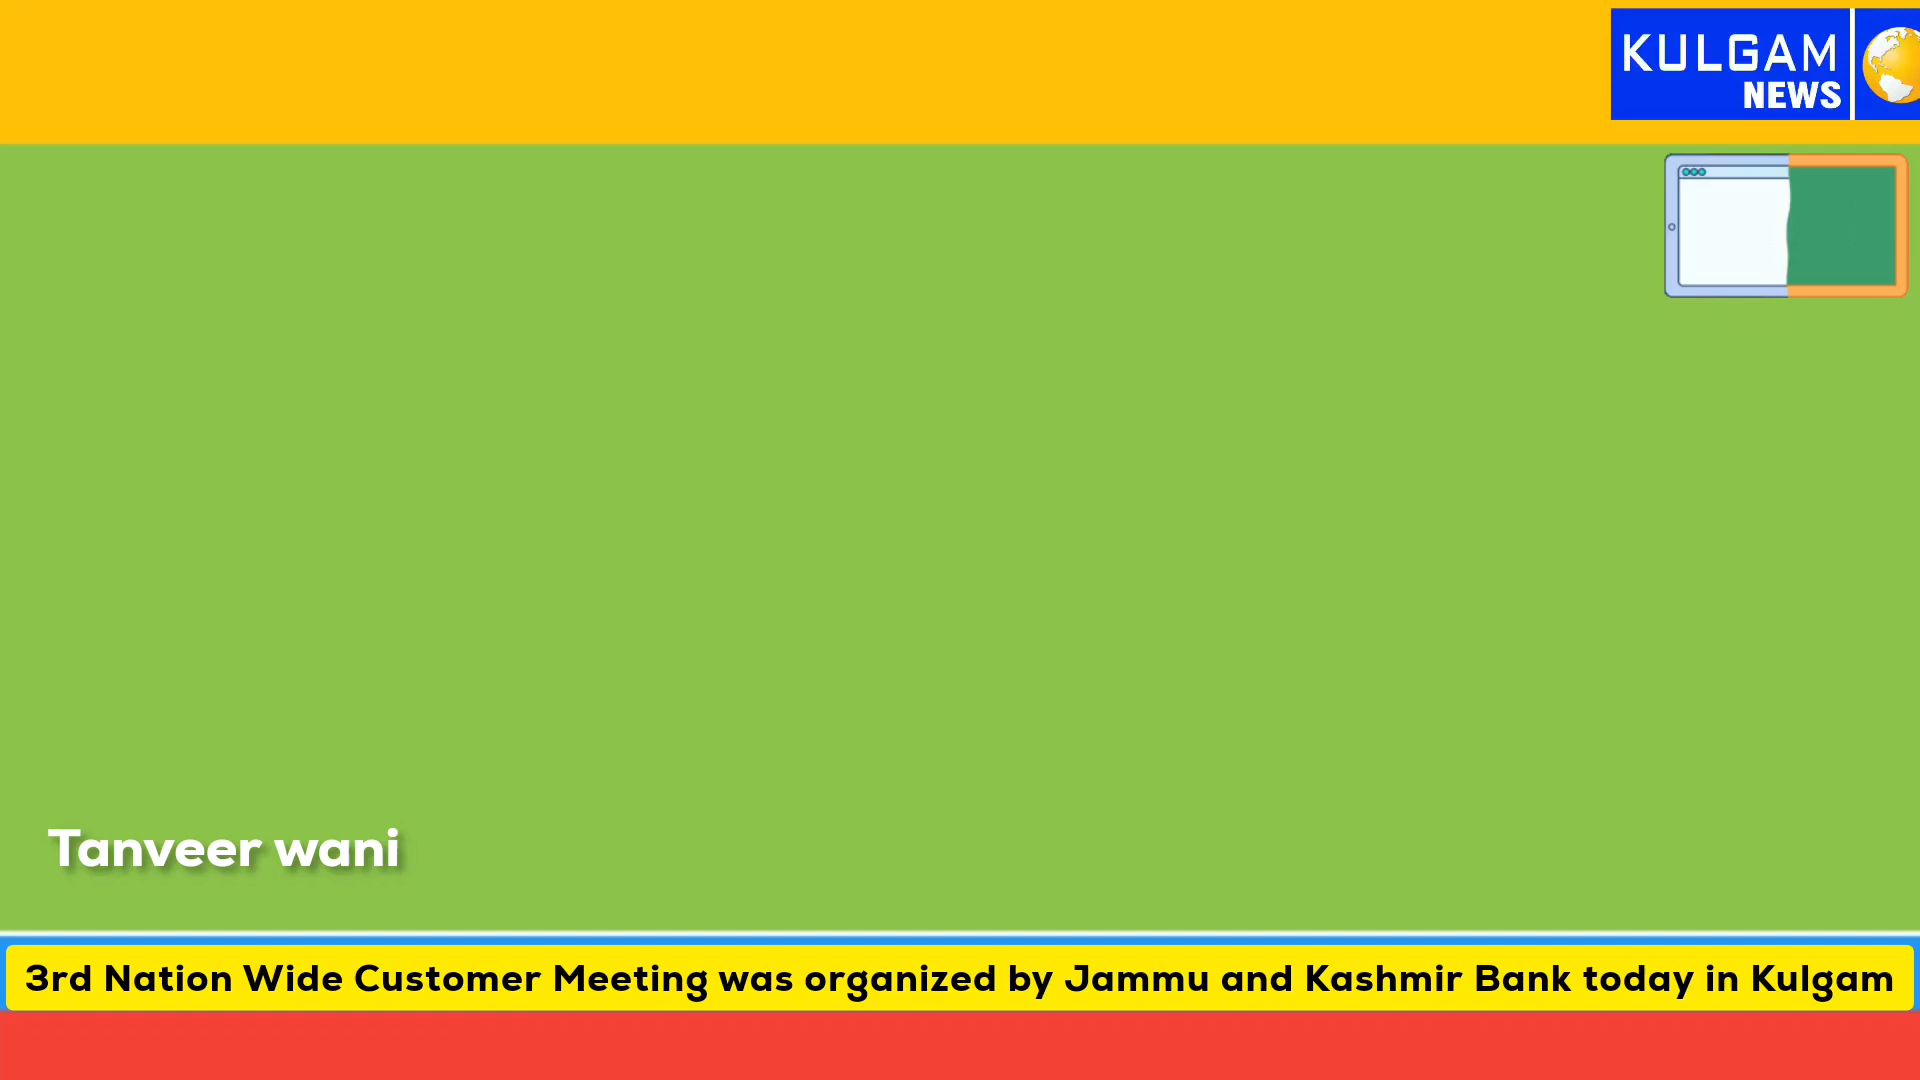 KULGAM
NEWS
Tanveer wani
3rd Nation Wide Customer Meeting was organized by Jammu and Kashmir Bank today in Kulgam